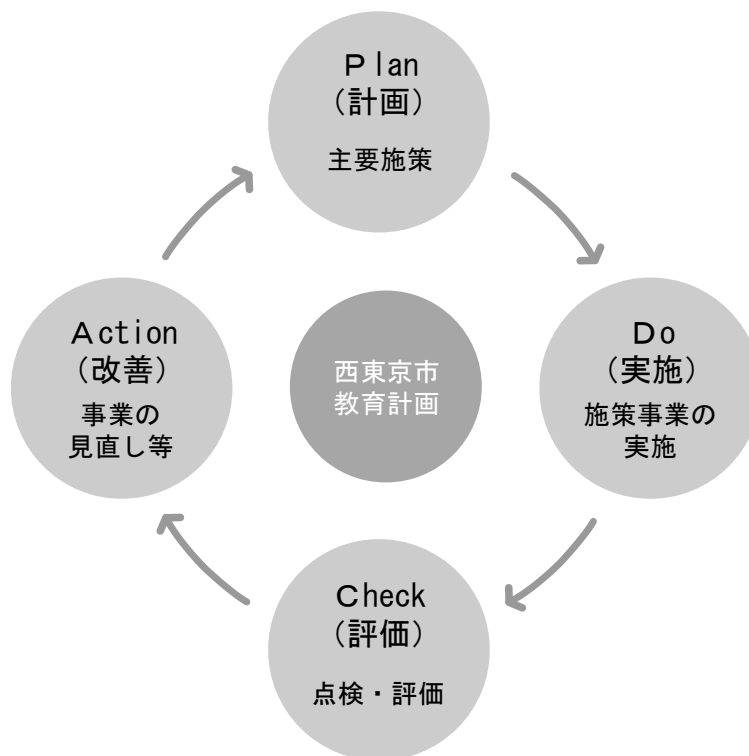 Plan
（計画）
主要施策
Do
（実施）
施策事業の
実施
Check
（評価）
点検・評価
Action
（改善）
事業の
見直し等
西東京市
教育計画